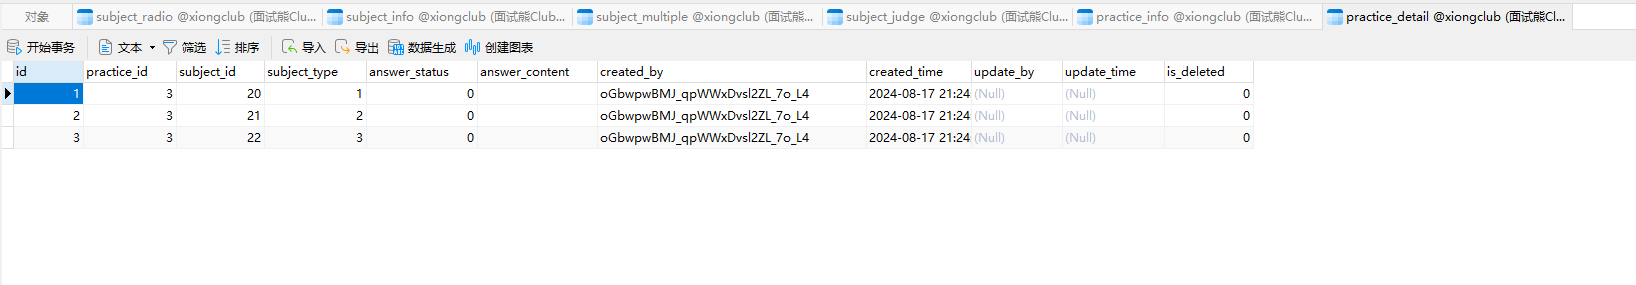 对象 subject_radio @xiongclub (面试能Clu... subject_info @xiongclub (面试能Club... subject_multiple @xiongclub (面试能... subject_judge @xiongclub (面试能Clu... practice_info @xiongclub (面试能Clu... practice_detail @xiongclub (面试能Cl...
开始事务 文本 筛选 排序 导入 导出 数据生成 创建图表
id practice_id subject_id subject_type answer_status answer_content created_by created_time update_by update_time is_deleted
1 3 20 1 0 oGbwpwBMJ_qpWWxDvsl2ZL_7o_L4 2024-08-17 21:24 (Null) (Null) 0
2 3 21 2 0 oGbwpwBMJ_qpWWxDvsl2ZL_7o_L4 2024-08-17 21:24 (Null) (Null) 0
3 3 22 3 0 oGbwpwBMJ_qpWWxDvsl2ZL_7o_L4 2024-08-17 21:24 (Null) (Null) 0